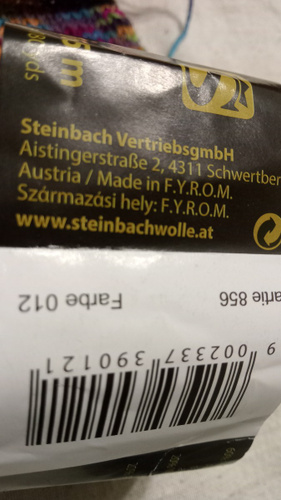 Steinbach VertriebsgmbH
Aistingerstraße 2, 4311 Schwertber
Austria / Made in F.Y.R.O.M.
Származási hely: F.Y.R.O.M.
www.steinbachwolle.at
artie 856
Farbe 012
9 002337 390121